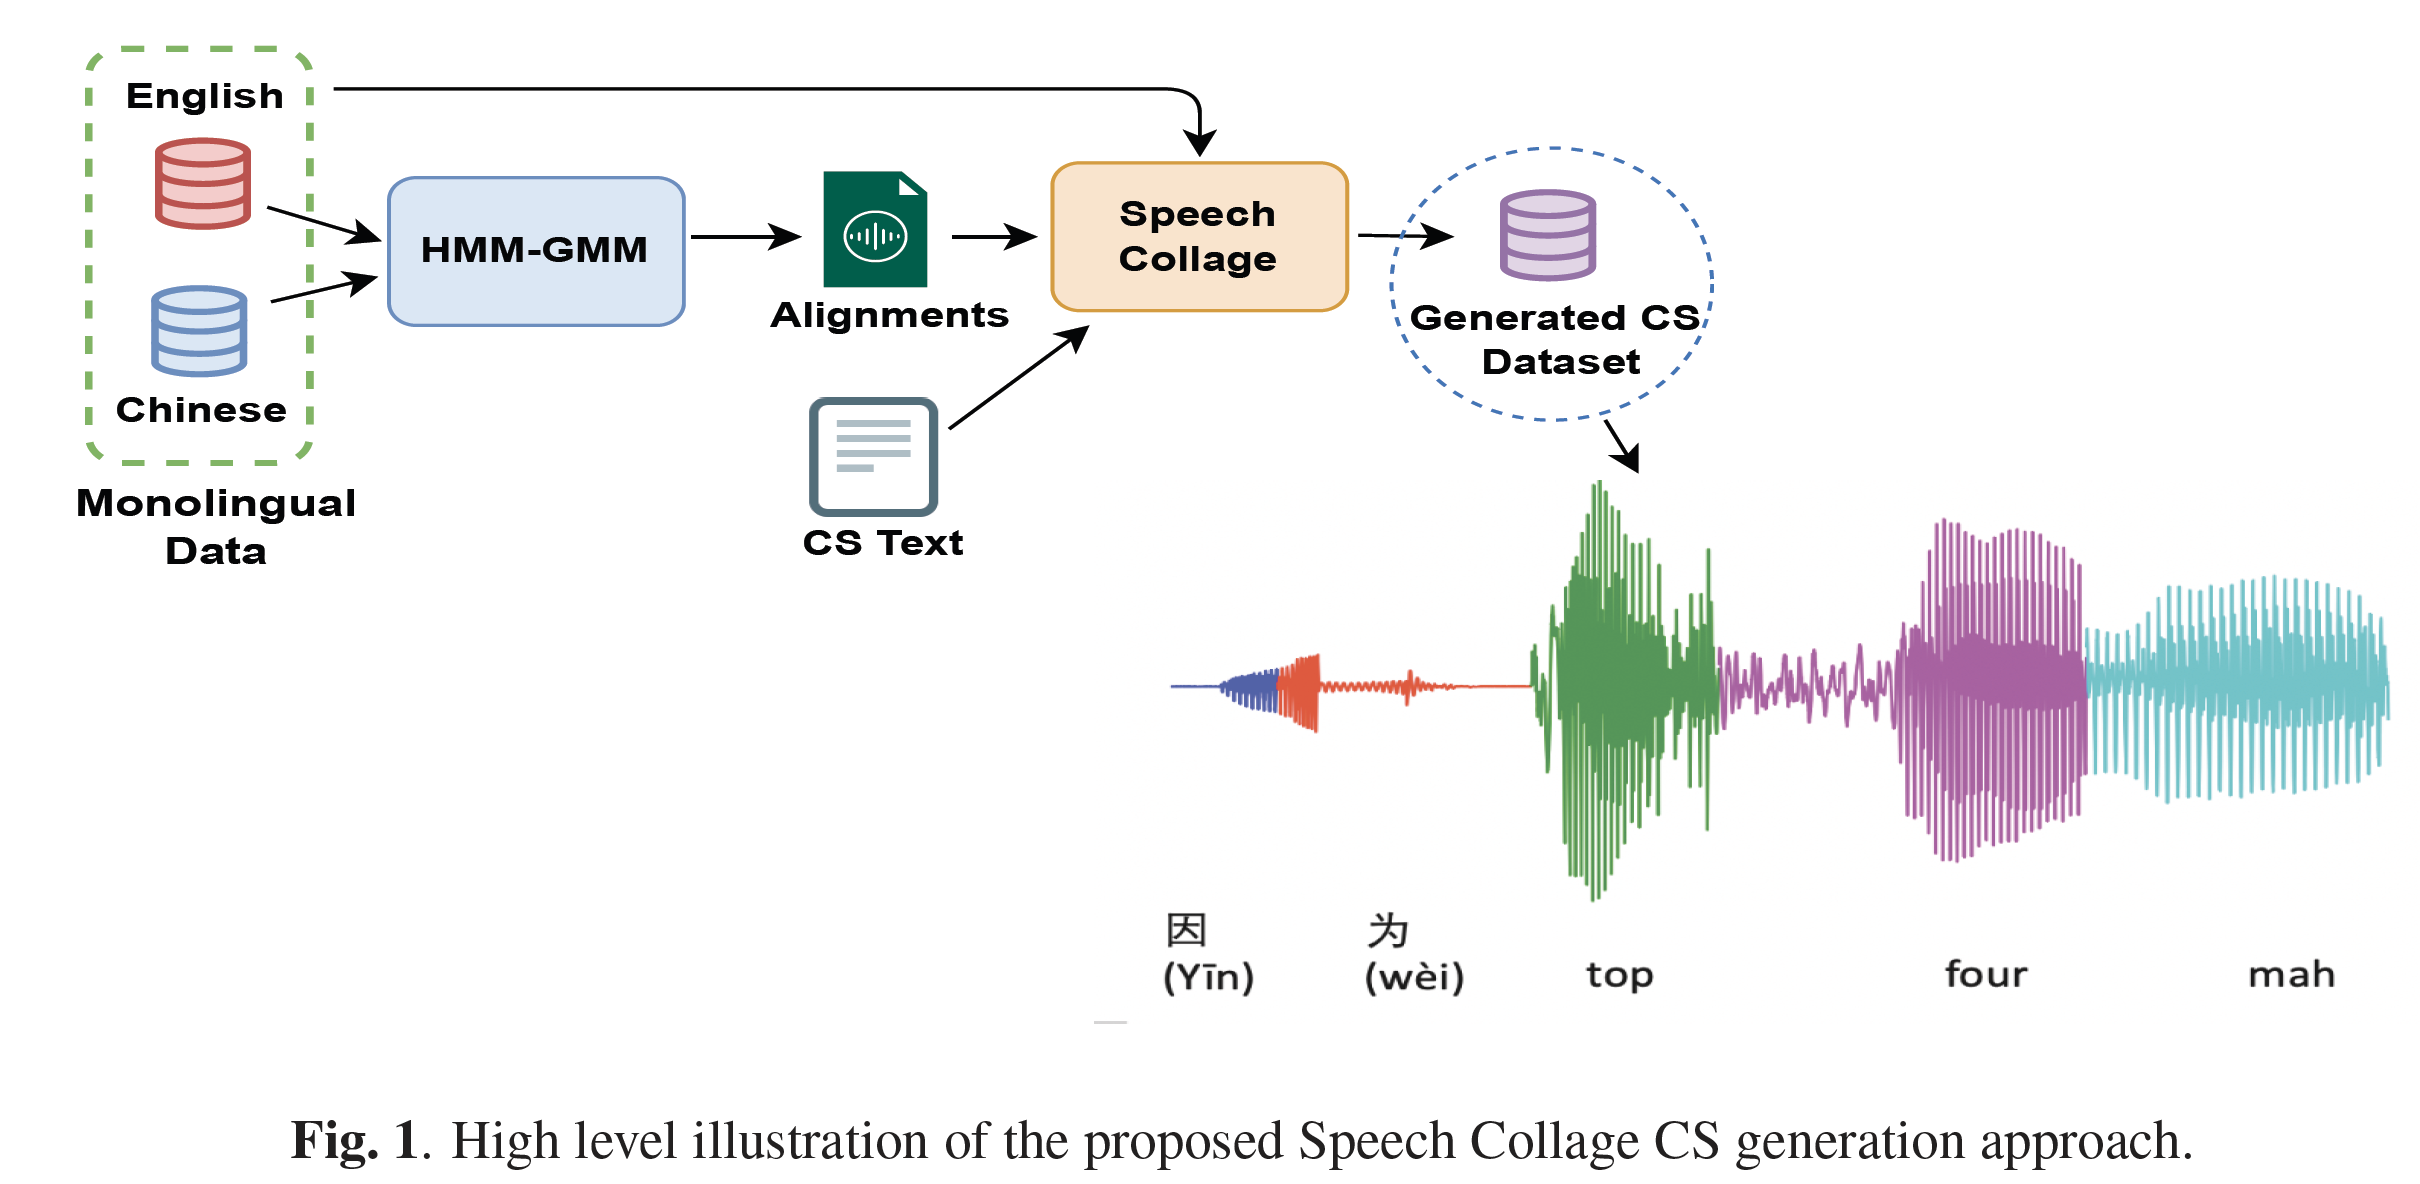 English
Chinese
Monolingual
Data
HMM-GMM
Alignments
CS Text
Speech
Collage
Generated CS
Dataset
因 为
(Yīn) (wèi) top four mah
Fig. 1. High level illustration of the proposed Speech Collage CS generation approach.